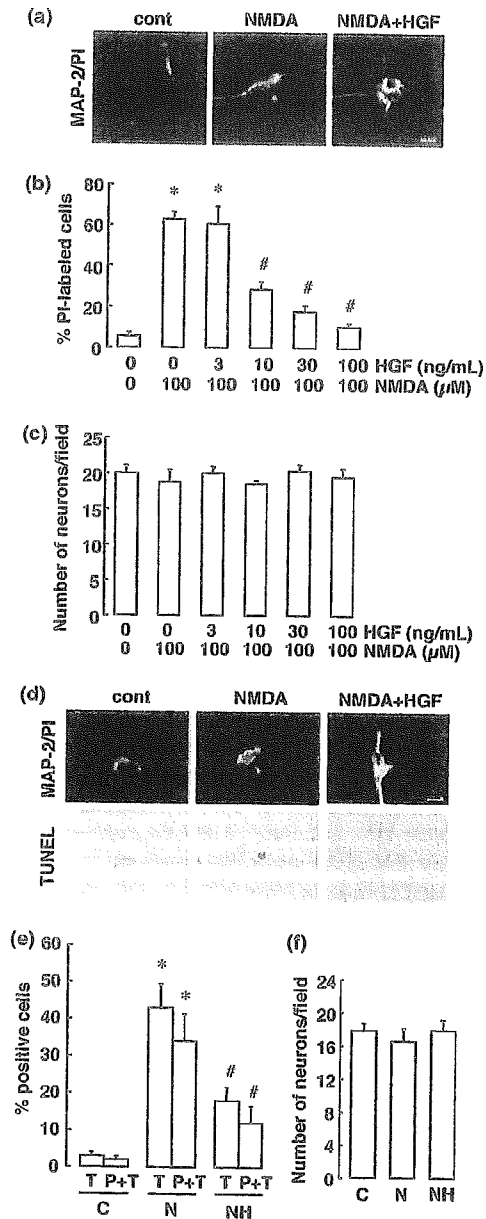 (a)
cont NMDA NMDA+HGF
MAP-2/PI
(b)
% PI-labeled cells
80
60
40
20
0
* * # # #
0 0 3 10 30 100 HGF (ng/mL)
0 100 100 100 100 100 NMDA (µM)
(c)
Number of neurons/field
25
20
15
10
5
0
0 0 3 10 30 100 HGF (ng/mL)
0 100 100 100 100 100 NMDA (µM)
(d)
cont NMDA NMDA+HGF
MAP-2/PI
TUNEL
(e)
% positive cells
60
50
40
30
20
10
0
* * # #
T P+T T P+T T P+T
C N NH
(f)
Number of neurons/field
24
20
16
12
8
4
0
C N NH